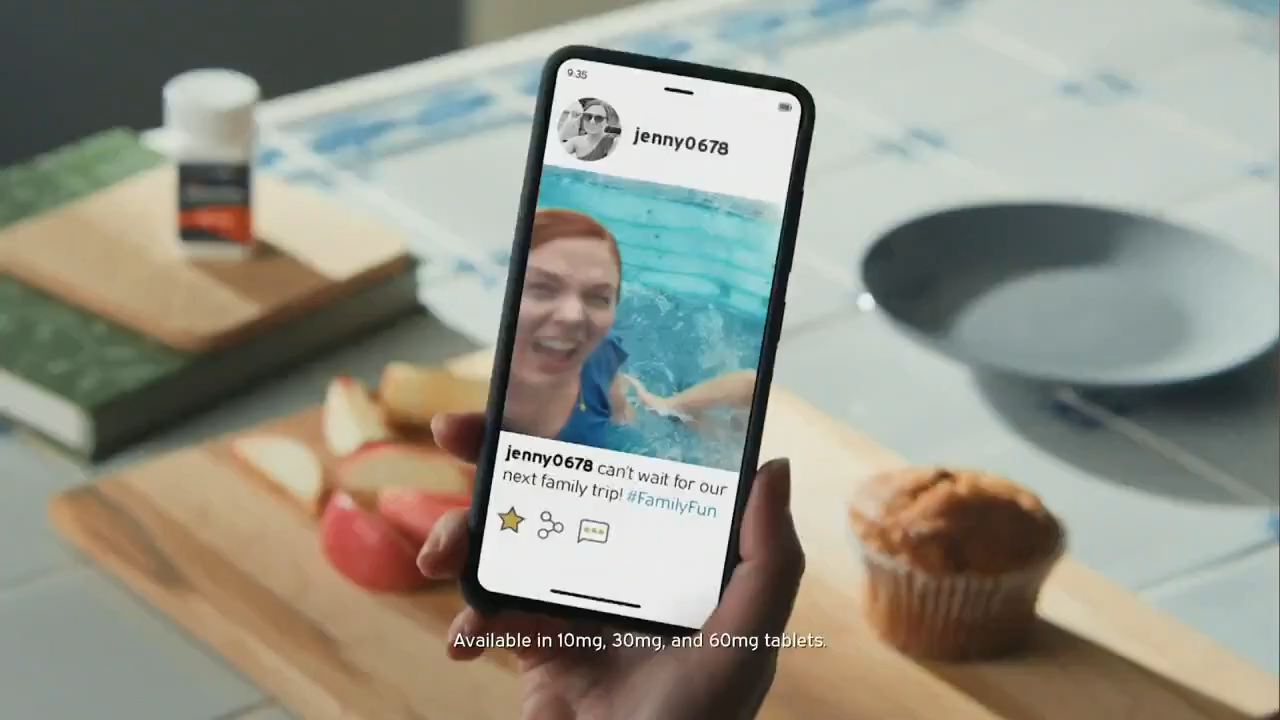 9:35
jenny0678
jenny0678 can't wait for our
next family trip! #FamilyFun
Available in 10mg, 30mg, and 60mg tablets.